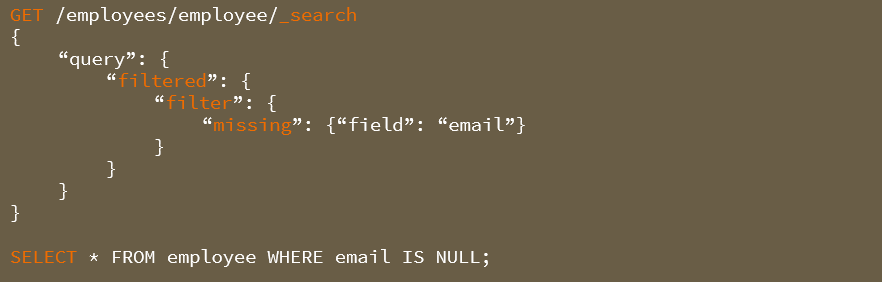 GET /employees/employee/_search
{
“query”: {
“filtered”: {
“filter”: {
“missing”: {“field”: “email”}
}
}
}
}
SELECT * FROM employee WHERE email IS NULL;